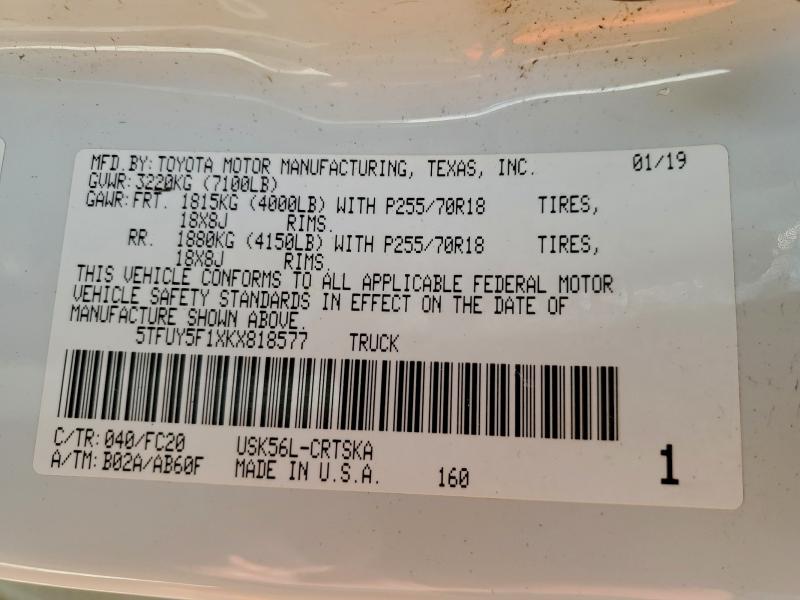 MFD.BY:TOYOTA MOTOR MANUFACTURING, TEXAS, INC. 01/19
GVWR:3220KG (7100LB)
GAWR:FRT. 1815KG (4000LB) WITH P255/70R18 TIRES,
18X8J RIMS.
RR. 1880KG (4150LB) WITH P255/70R18 TIRES,
18X8J RIMS.
THIS VEHICLE CONFORMS TO ALL APPLICABLE FEDERAL MOTOR
VEHICLE SAFETY STANDARDS IN EFFECT ON THE DATE OF
MANUFACTURE SHOWN ABOVE.
5TFUY5F1XKX818577 TRUCK
C/TR:040/FC20 USK56L-CRTSKA
A/TM:B02A/AB60F MADE IN U.S.A. 160 1